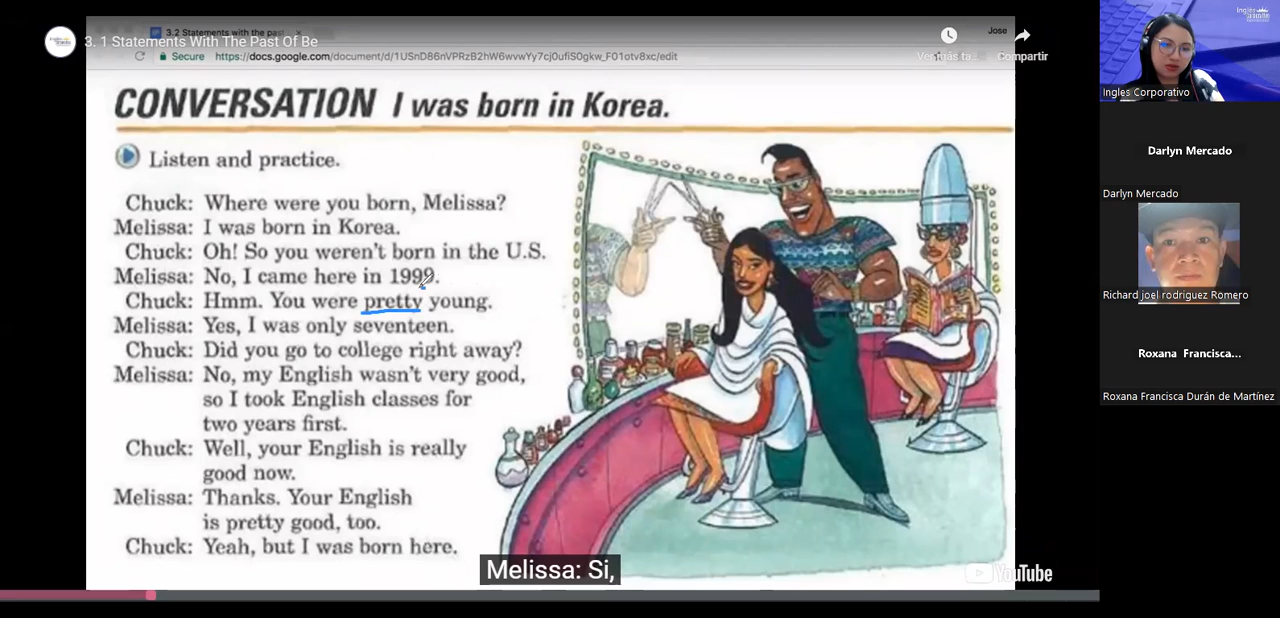 3.2 Statements with the past
3. 1 Statements With The Past Of Be
Jose
Secure
https://docs.google.com/document/d/1USnD86nVPRzB2hW6wvwYy7cj0ufiS0gkw_F01otv8xc/edit
Compartir
CONVERSATION I was born in Korea.
Listen and practice.
Chuck: Where were you born, Melissa?
Melissa: I was born in Korea.
Chuck: Oh! So you weren't born in the U.S.
Melissa: No, I came here in 1999.
Chuck: Hmm. You were pretty young.
Melissa: Yes, I was only seventeen.
Chuck: Did you go to college right away?
Melissa: No, my English wasn't very good,
so I took English classes for
two years first.
Chuck: Well, your English is really
good now.
Melissa: Thanks. Your English
is pretty good, too.
Chuck: Yeah, but I was born here.
Melissa: Si,
YouTube
Ingles Corporativo
Darlyn Mercado
Darlyn Mercado
Richard joel rodriguez Romero
Roxana Francisca...
Roxana Francisca Durán de Martínez